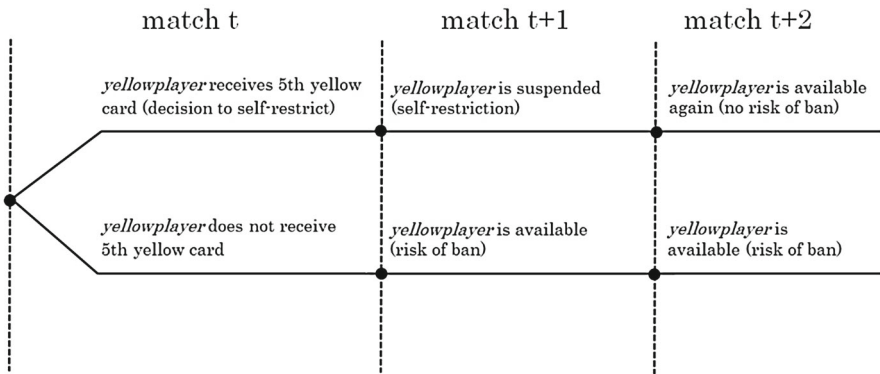 match t
match t+1
match t+2
yellowplayer receives 5th yellow
card (decision to self-restrict)
yellowplayer is suspended
(self-restriction)
yellowplayer is available
again (no risk of ban)
yellowplayer does not receive
5th yellow card
yellowplayer is available
(risk of ban)
yellowplayer is
available (risk of ban)